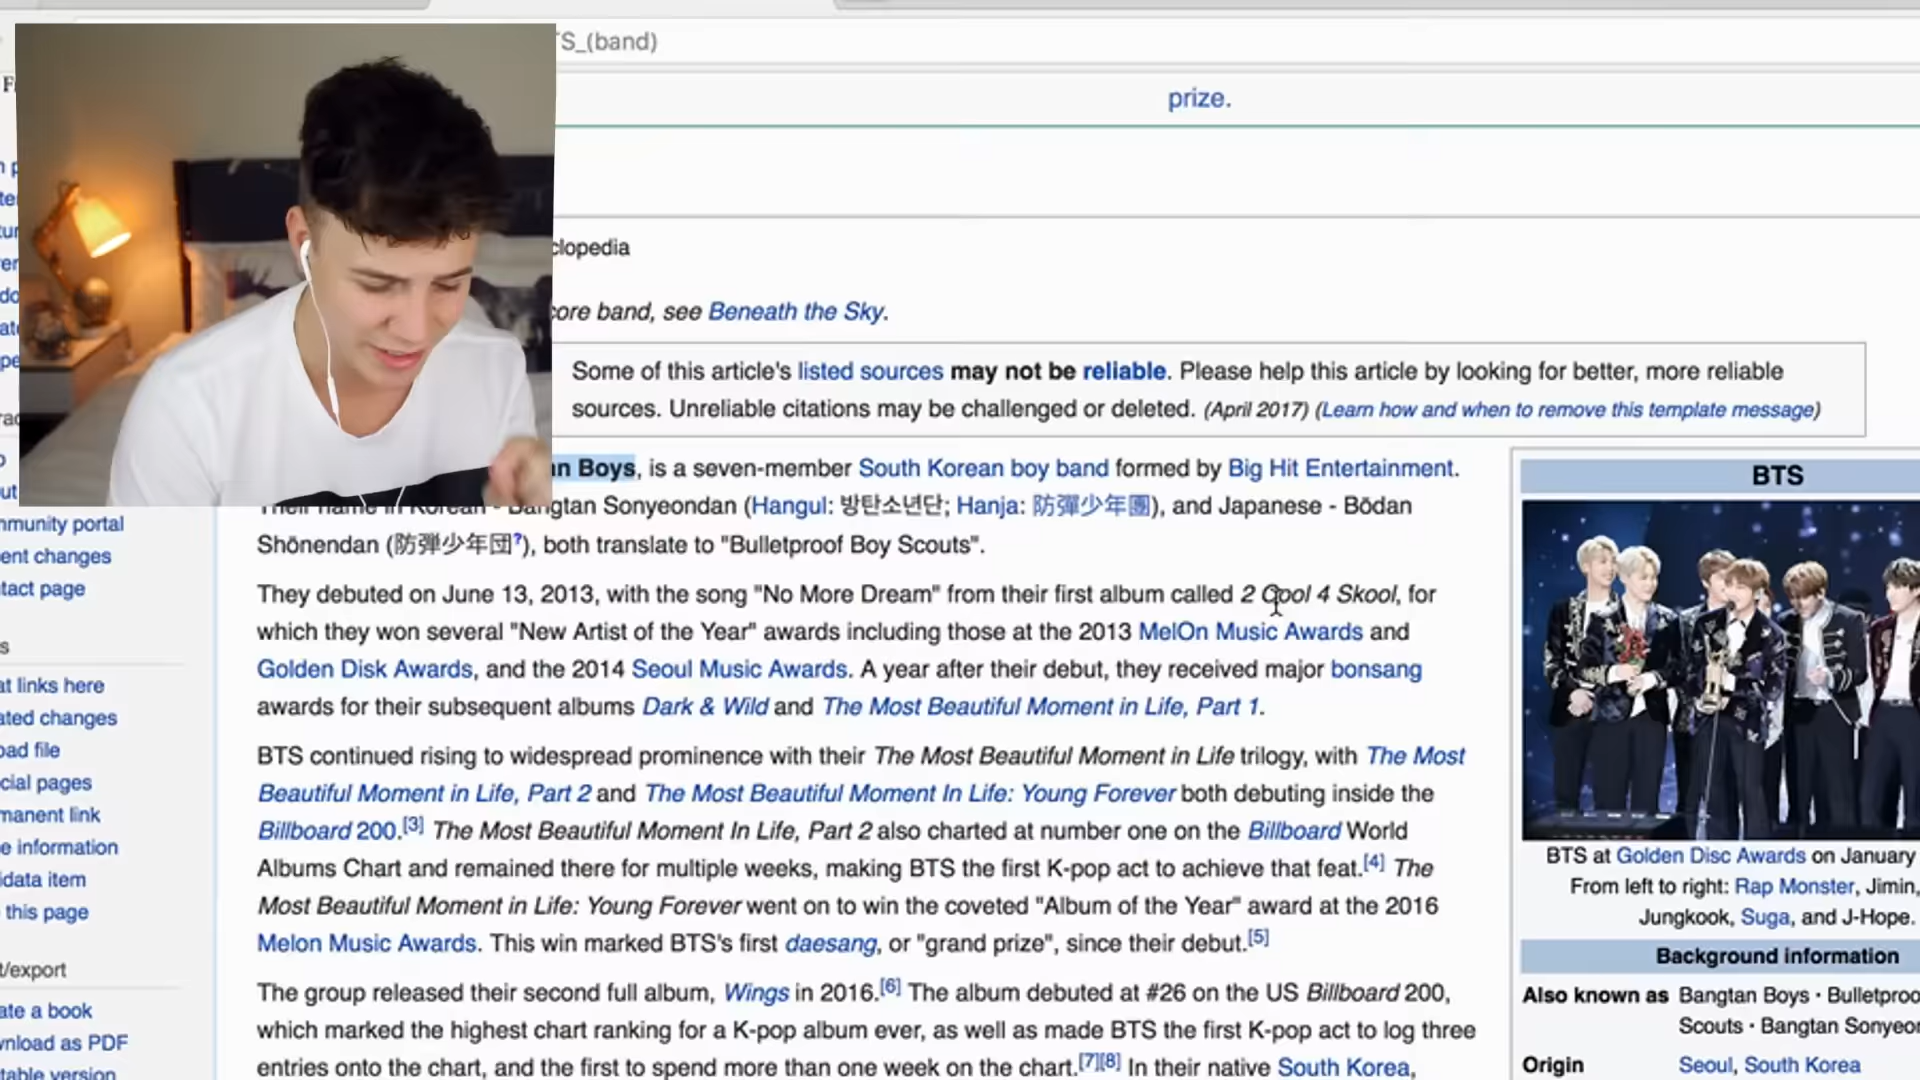 S_(band)
prize.
clopedia
core band, see Beneath the Sky.
Some of this article's listed sources may not be reliable. Please help this article by looking for better, more reliable
sources. Unreliable citations may be challenged or deleted. (April 2017) (Learn how and when to remove this template message)
an Boys, is a seven-member South Korean boy band formed by Big Hit Entertainment.
Their name in Korean - Bangtan Sonyeondan (Hangul: 방탄소년단; Hanja: 防彈少年團), and Japanese - Bōdan
Shōnendan (防弾少年団?), both translate to "Bulletproof Boy Scouts".
They debuted on June 13, 2013, with the song "No More Dream" from their first album called 2 Cool 4 Skool, for
which they won several "New Artist of the Year" awards including those at the 2013 MelOn Music Awards and
Golden Disk Awards, and the 2014 Seoul Music Awards. A year after their debut, they received major bonsang
awards for their subsequent albums Dark & Wild and The Most Beautiful Moment in Life, Part 1.
BTS continued rising to widespread prominence with their The Most Beautiful Moment in Life trilogy, with The Most
Beautiful Moment in Life, Part 2 and The Most Beautiful Moment In Life: Young Forever both debuting inside the
Billboard 200.[3] The Most Beautiful Moment In Life, Part 2 also charted at number one on the Billboard World
Albums Chart and remained there for multiple weeks, making BTS the first K-pop act to achieve that feat.[4] The
Most Beautiful Moment in Life: Young Forever went on to win the coveted "Album of the Year" award at the 2016
Melon Music Awards. This win marked BTS's first daesang, or "grand prize", since their debut.[5]
The group released their second full album, Wings in 2016.[6] The album debuted at #26 on the US Billboard 200,
which marked the highest chart ranking for a K-pop album ever, as well as made BTS the first K-pop act to log three
entries onto the chart, and the first to spend more than one week on the chart.[7][8] In their native South Korea,
BTS
BTS at Golden Disc Awards on January
From left to right: Rap Monster, Jimin,
Jungkook, Suga, and J-Hope.
Background information
Also known as Bangtan Boys · Bulletproo
Scouts · Bangtan Sonyeon
Origin Seoul, South Korea
mmunity portal
ent changes
tact page
s
at links here
ated changes
oad file
cial pages
manent link
e information
idata item
this page
t/export
ate a book
wnload as PDF
table version